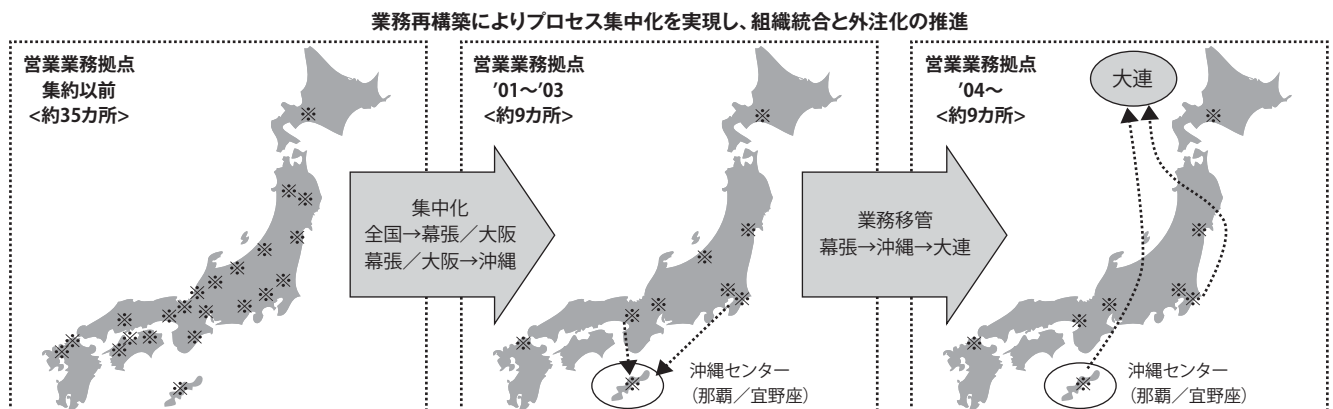 業務再構築によりプロセス集中化を実現し、組織統合と外注化の推進
営業業務拠点
集約以前
<約35カ所>
集中化
全国→幕張／大阪
幕張／大阪→沖縄
営業業務拠点
'01～'03
<約9カ所>
沖縄センター
（那覇／宜野座）
業務移管
幕張→沖縄→大連
営業業務拠点
'04～
<約9カ所>
大連
沖縄センター
（那覇／宜野座）